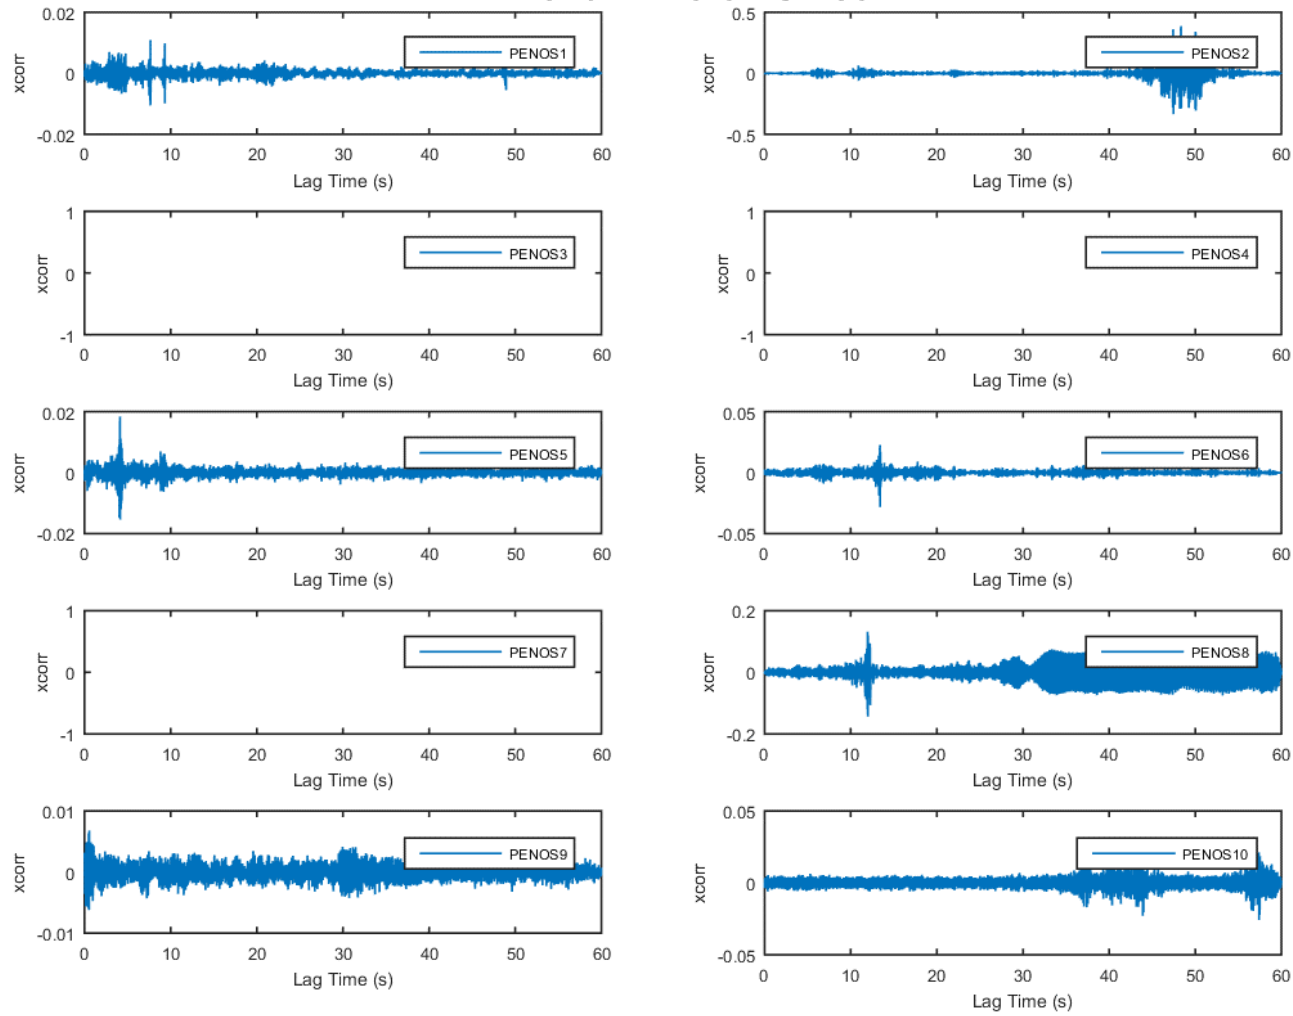 0.02
0
-0.02
xcorr
PENOS1
0 10 20 30 40 50 60
Lag Time (s)
0.5
0
-0.5
xcorr
PENOS2
0 10 20 30 40 50 60
Lag Time (s)
1
0
-1
xcorr
PENOS3
0 10 20 30 40 50 60
Lag Time (s)
1
0
-1
xcorr
PENOS4
0 10 20 30 40 50 60
Lag Time (s)
0.02
0
-0.02
xcorr
PENOS5
0 10 20 30 40 50 60
Lag Time (s)
0.05
0
-0.05
xcorr
PENOS6
0 10 20 30 40 50 60
Lag Time (s)
1
0
-1
xcorr
PENOS7
0 10 20 30 40 50 60
Lag Time (s)
0.2
0
-0.2
xcorr
PENOS8
0 10 20 30 40 50 60
Lag Time (s)
0.01
0
-0.01
xcorr
PENOS9
0 10 20 30 40 50 60
Lag Time (s)
0.05
0
-0.05
xcorr
PENOS10
0 10 20 30 40 50 60
Lag Time (s)